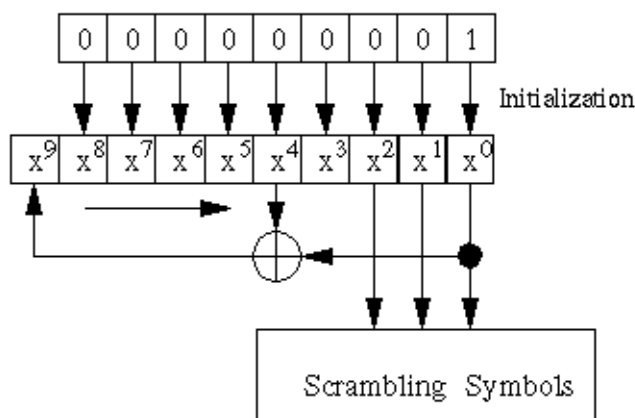 0 0 0 0 0 0 0 0 1
Initialization
x⁹ x⁸ x⁷ x⁶ x⁵ x⁴ x³ x² x¹ x⁰
Scrambling Symbols